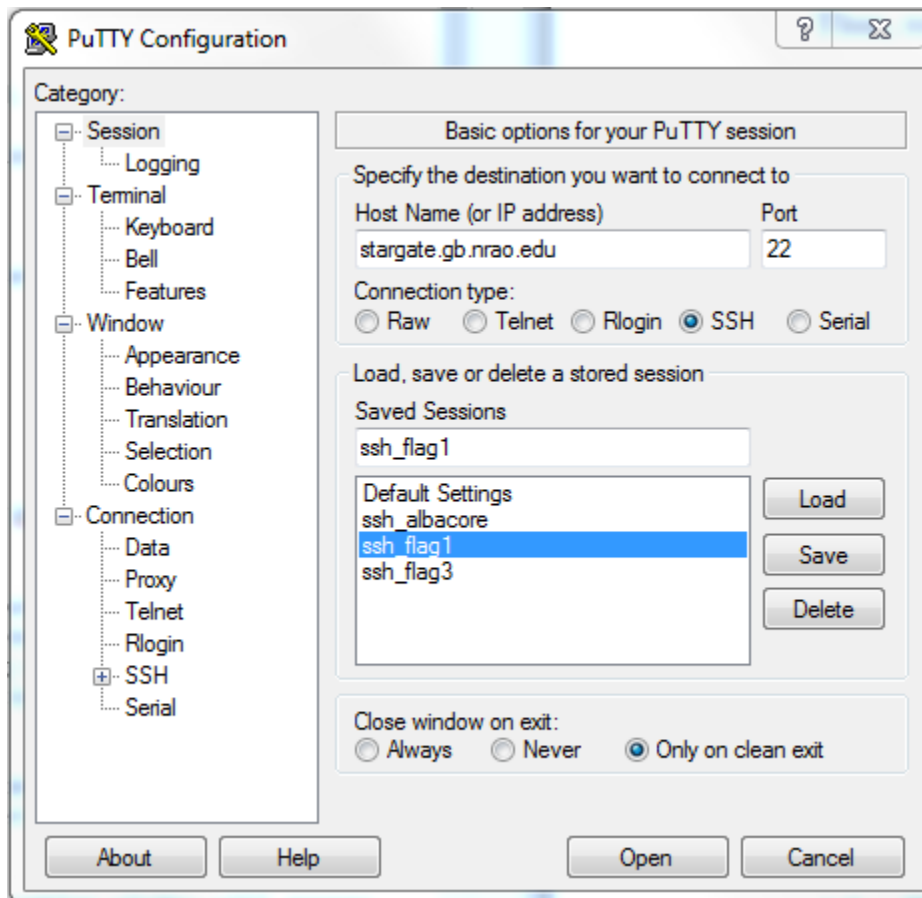 PuTTY Configuration
Category:
Session
Logging
Terminal
Keyboard
Bell
Features
Window
Appearance
Behaviour
Translation
Selection
Colours
Connection
Data
Proxy
Telnet
Rlogin
SSH
Serial
Basic options for your PuTTY session
Specify the destination you want to connect to
Host Name (or IP address) Port
stargate.gb.nrao.edu 22
Connection type:
Raw Telnet Rlogin SSH Serial
Load, save or delete a stored session
Saved Sessions
ssh_flag1
Default Settings
ssh_albacore
ssh_flag1
ssh_flag3
Load
Save
Delete
Close window on exit:
Always Never Only on clean exit
About Help Open Cancel